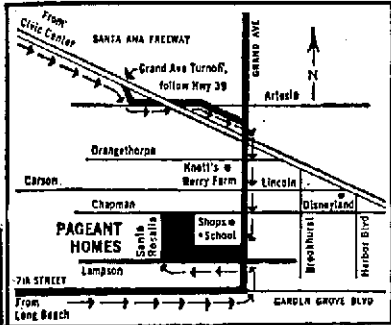 From
Civic Center
SANTA ANA FREEWAY
GRAND AVE
N
Grand Ave Turnoff,
follow Hwy 39
Artesia
Orangethorpe
Knott's
Berry Farm
Carson
Lincoln
Disneyland
Chapman
PAGEANT
HOMES
Santa
Rosalia
Shops
School
Brookhurst
Harbor Blvd
Lampson
7th STREET
From
Long Beach
GARDEN GROVE BLVD